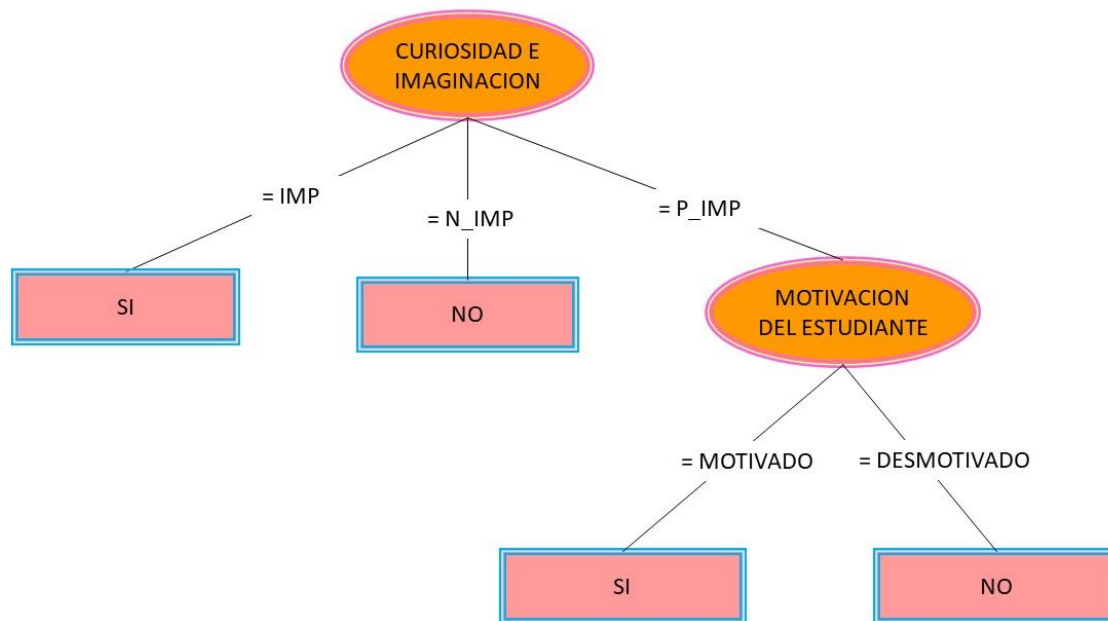 CURIOSIDAD E
IMAGINACION
= IMP
= N_IMP
= P_IMP
SI
NO
MOTIVACION
DEL ESTUDIANTE
= MOTIVADO
= DESMOTIVADO
SI
NO